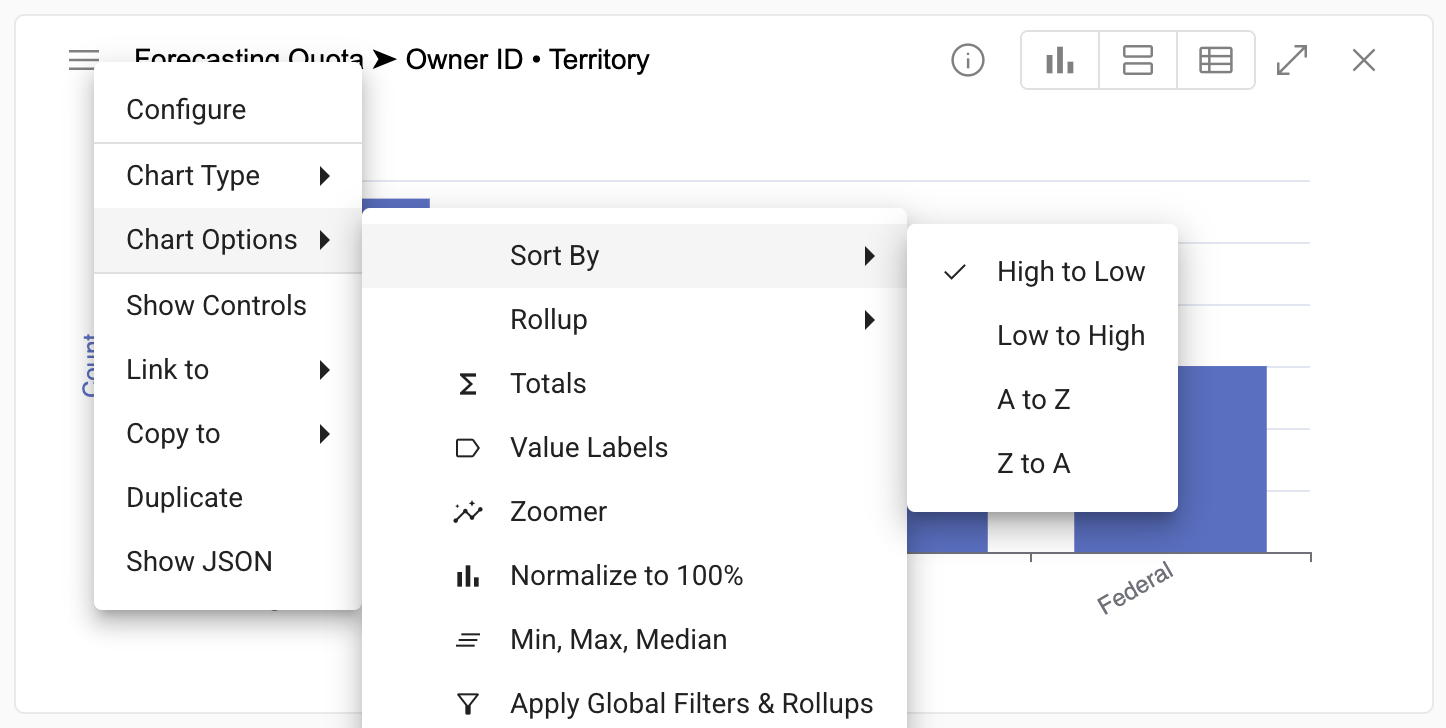 Forecasting Quota ➤ Owner ID • Territory
Configure
Chart Type
Chart Options
Show Controls
Link to
Copy to
Duplicate
Show JSON
Sort By
Rollup
Totals
Value Labels
Zoomer
Normalize to 100%
Min, Max, Median
Apply Global Filters & Rollups
High to Low
Low to High
A to Z
Z to A
Count
Federal